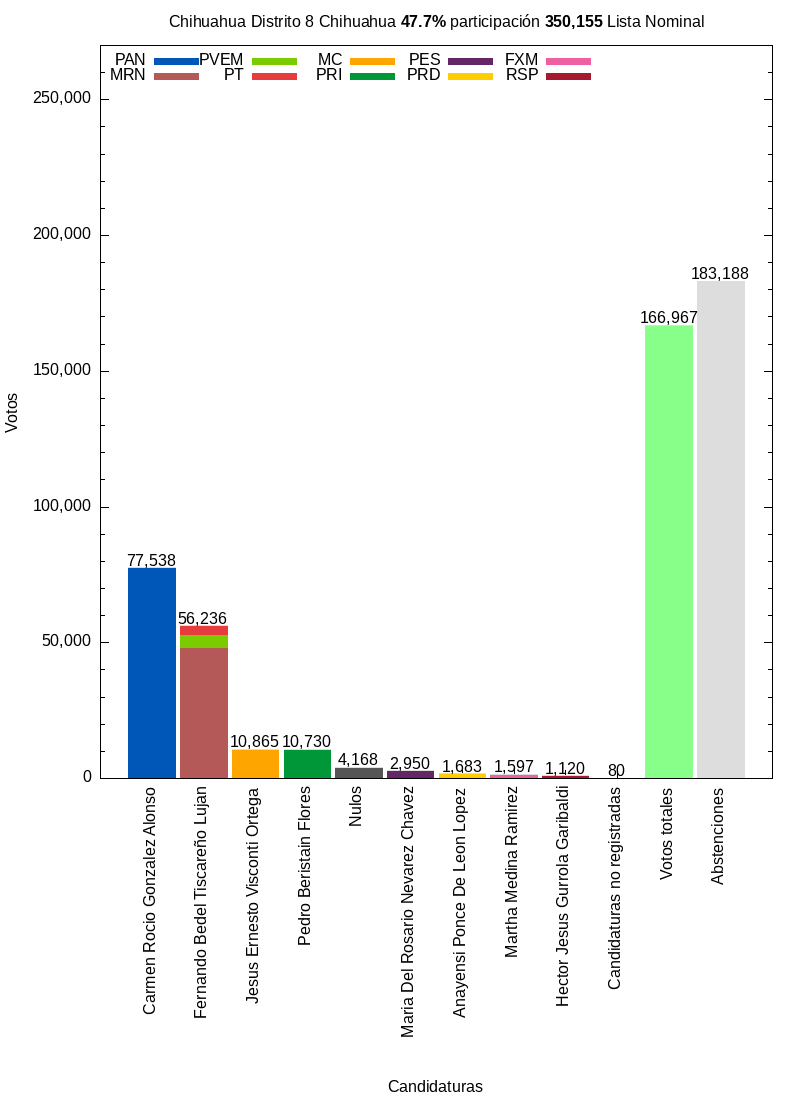 Chihuahua Distrito 8 Chihuahua 47.7% participación 350,155 Lista Nominal
PAN PVEM MC PES FXM
MRN PT PRI PRD RSP
250,000
200,000
150,000
100,000
50,000
0
Votos
77,538
56,236
10,865
10,730
4,168
2,950
1,683
1,597
1,120
80
166,967
183,188
Carmen Rocio Gonzalez Alonso
Fernando Bedel Tiscareño Lujan
Jesus Ernesto Visconti Ortega
Pedro Beristain Flores
Nulos
Maria Del Rosario Nevarez Chavez
Anayensi Ponce De Leon Lopez
Martha Medina Ramirez
Hector Jesus Gurrola Garibaldi
Candidaturas no registradas
Votos totales
Abstenciones
Candidaturas